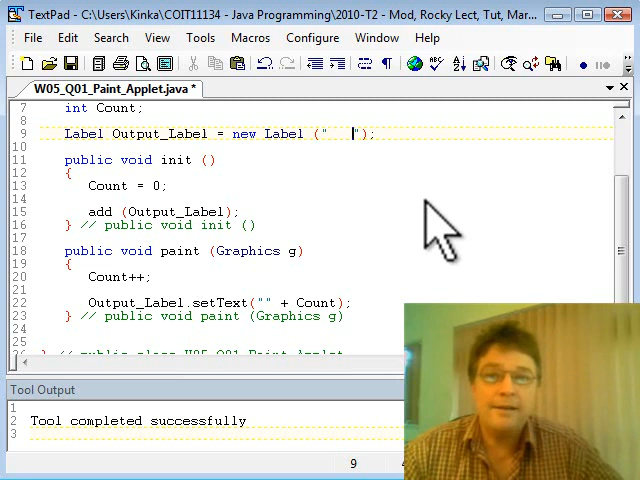 TextPad - C:\Users\Kinka\COIT11134 - Java Programming\2010-T2 - Mod, Rocky Lect, Tut, Mar...
File Edit Search View Tools Macros Configure Window Help
W05_Q01_Paint_Applet.java *
7 int Count;
8
9 Label Output_Label = new Label ("   ");
10
11 public void init ()
12 {
13 Count = 0;
14
15 add (Output_Label);
16 } // public void init ()
17
18 public void paint (Graphics g)
19 {
20 Count++;
21
22 Output_Label.setText("" + Count);
23 } // public void paint (Graphics g)
24
25
26 } // public class W05_Q01_Paint_Applet
Tool Output
1
2 Tool completed successfully
3
9